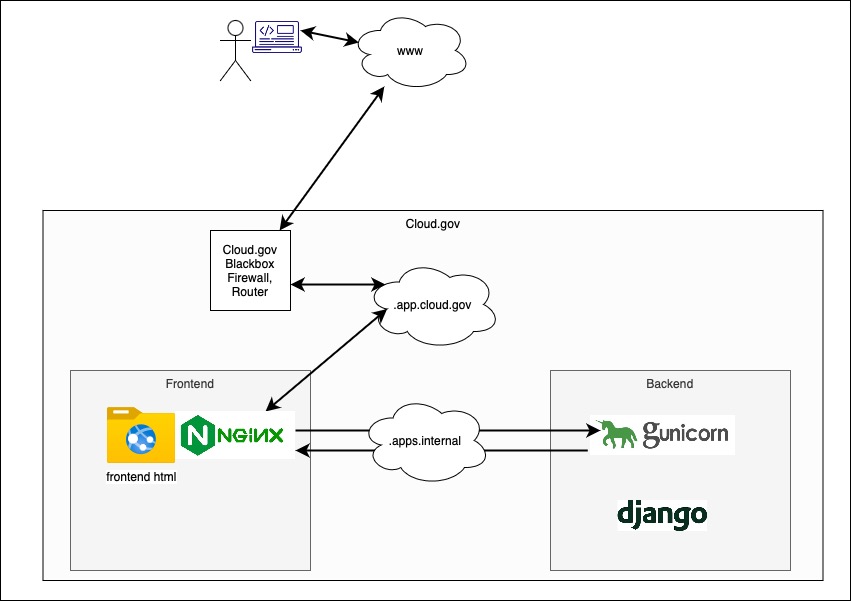 </>
www
Cloud.gov
Cloud.gov
Blackbox
Firewall,
Router
.app.cloud.gov
Frontend
Backend
N NGINX
.apps.internal
gunicorn
frontend html
django